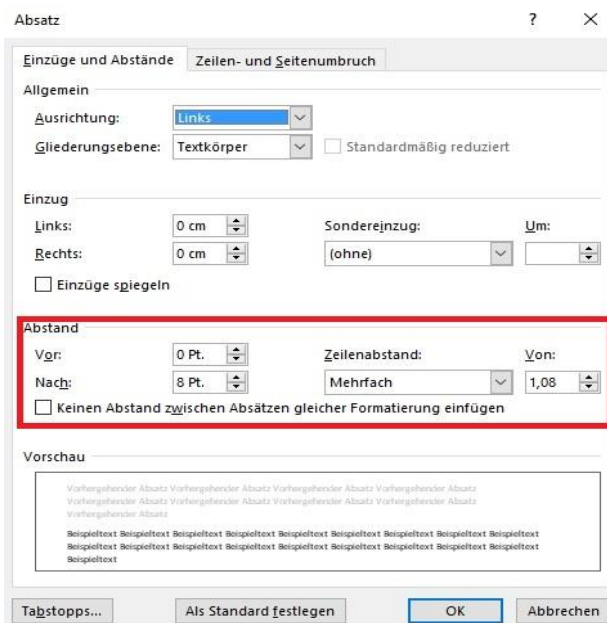 Absatz ? ×
Einzüge und Abstände Zeilen- und Seitenumbruch
Allgemein
Ausrichtung: Links
Gliederungsebene: Textkörper Standardmäßig reduziert
Einzug
Links: 0 cm Sondereinzug: Um:
Rechts: 0 cm (ohne)
Einzüge spiegeln
Abstand
Vor: 0 Pt. Zeilenabstand: Von:
Nach: 8 Pt. Mehrfach 1,08
Keinen Abstand zwischen Absätzen gleicher Formatierung einfügen
Vorschau
Vorhergehender Absatz Vorhergehender Absatz Vorhergehender Absatz Vorhergehender Absatz
Vorhergehender Absatz Vorhergehender Absatz Vorhergehender Absatz Vorhergehender Absatz
Vorhergehender Absatz
Beispieltext Beispieltext Beispieltext Beispieltext Beispieltext Beispieltext Beispieltext Beispieltext Beispieltext
Beispieltext Beispieltext Beispieltext Beispieltext Beispieltext Beispieltext Beispieltext Beispieltext Beispieltext
Beispieltext
Tabstopps... Als Standard festlegen OK Abbrechen